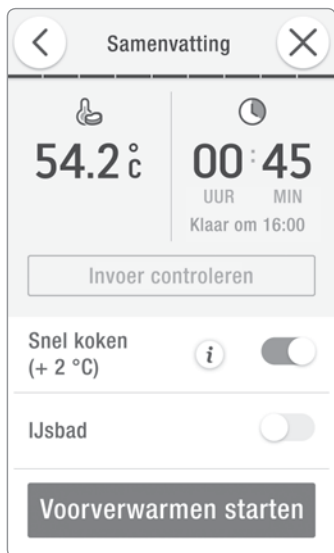 Samenvatting
54.2 °C
00:45
UUR MIN
Klaar om 16:00
Invoer controleren
Snel koken
(+ 2 °C)
i
IJsbad
Voorverwarmen starten